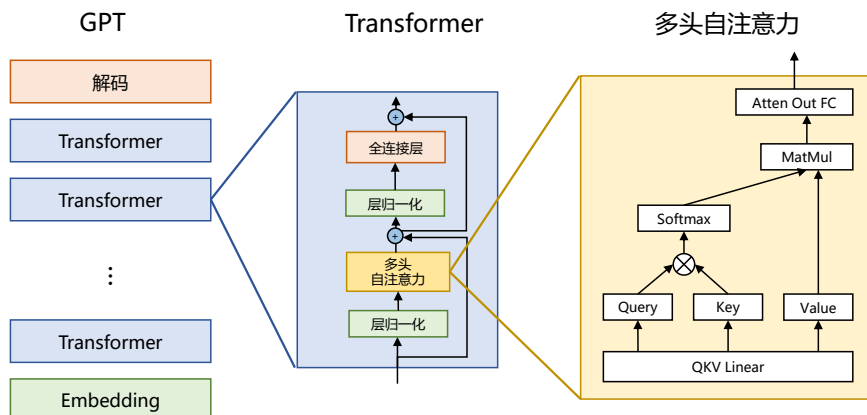 GPT
解码
Transformer
Transformer
...
Transformer
Embedding
Transformer
+
全连接层
层归一化
+
多头
自注意力
层归一化
多头自注意力
Atten Out FC
MatMul
Softmax
Query
Key
Value
QKV Linear